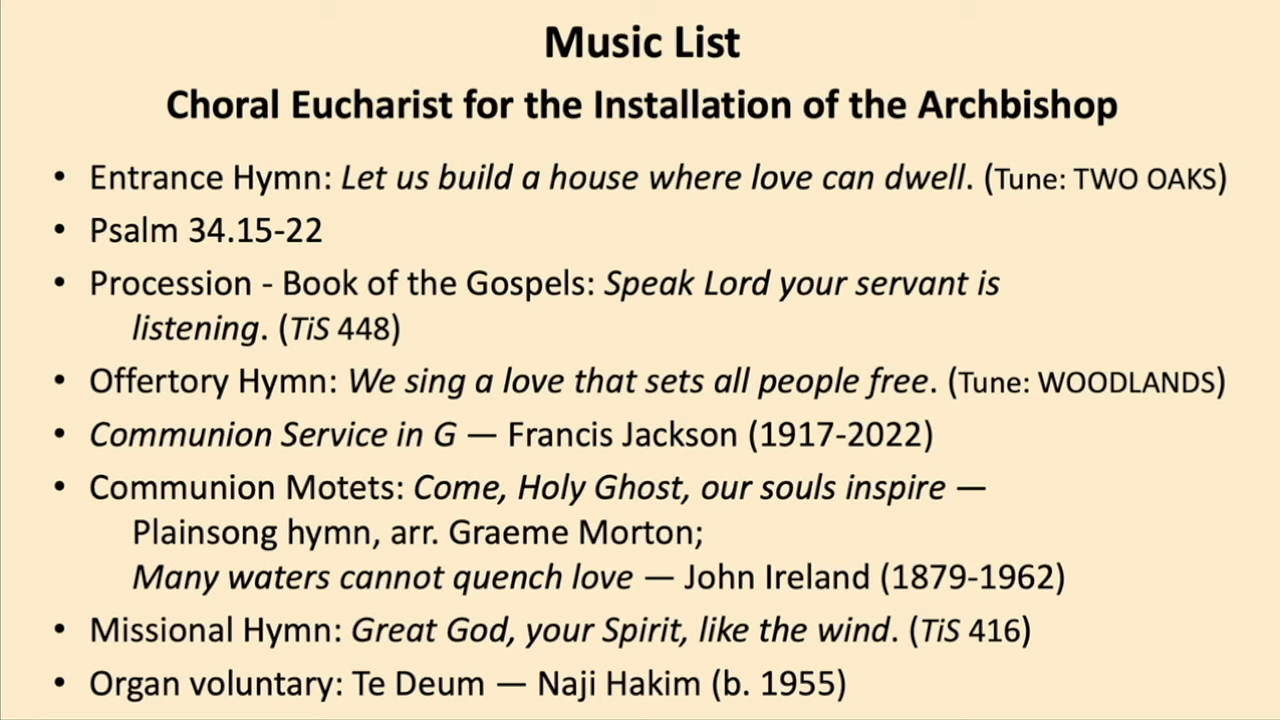 Music List
Choral Eucharist for the Installation of the Archbishop
• Entrance Hymn: Let us build a house where love can dwell. (Tune: TWO OAKS)
• Psalm 34.15-22
• Procession - Book of the Gospels: Speak Lord your servant is
listening. (TiS 448)
• Offertory Hymn: We sing a love that sets all people free. (Tune: WOODLANDS)
• Communion Service in G — Francis Jackson (1917-2022)
• Communion Motets: Come, Holy Ghost, our souls inspire —
Plainsong hymn, arr. Graeme Morton;
Many waters cannot quench love — John Ireland (1879-1962)
• Missional Hymn: Great God, your Spirit, like the wind. (TiS 416)
• Organ voluntary: Te Deum — Naji Hakim (b. 1955)